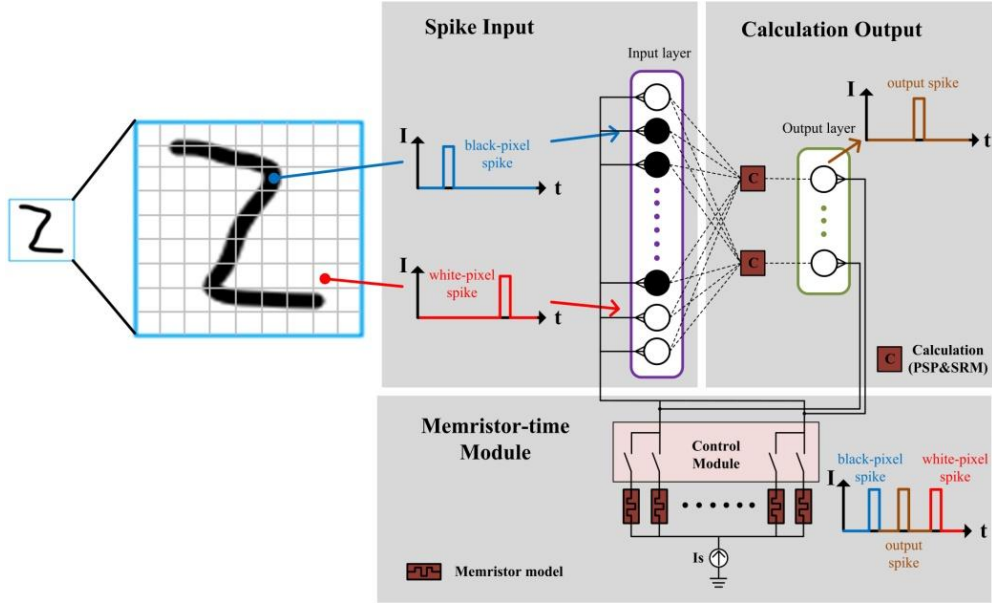 Spike Input
Input layer
I
black-pixel
spike
t
I
white-pixel
spike
t
Calculation Output
I
output spike
t
Output layer
C
C
C
Calculation
(PSP&SRM)
Memristor-time
Module
Control
Module
Is
Memristor model
black-pixel
spike
white-pixel
spike
I
t
output
spike